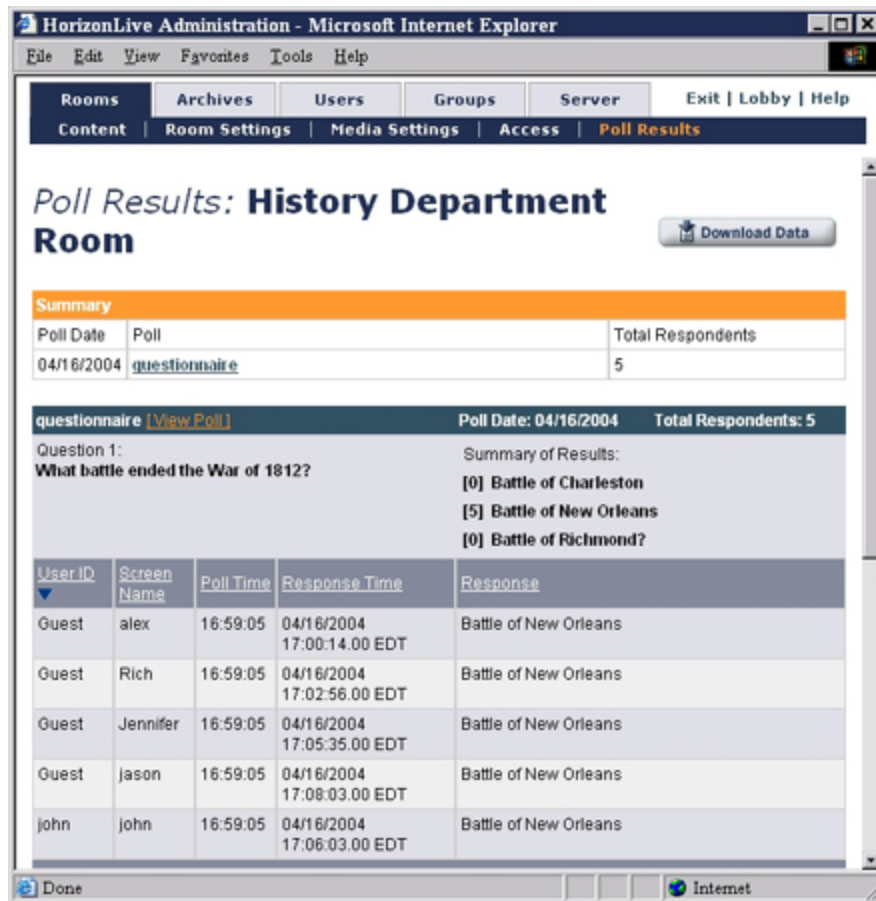 HorizonLive Administration - Microsoft Internet Explorer
File Edit View Favorites Tools Help
Rooms Archives Users Groups Server Exit | Lobby | Help
Content | Room Settings | Media Settings | Access | Poll Results
Poll Results: History Department
Room
Download Data
Summary
Poll Date Poll Total Respondents
04/16/2004 questionnaire 5
questionnaire [View Poll] Poll Date: 04/16/2004 Total Respondents: 5
Question 1:
What battle ended the War of 1812?
Summary of Results:
[0] Battle of Charleston
[5] Battle of New Orleans
[0] Battle of Richmond?
User ID Screen Name Poll Time Response Time Response
Guest alex 16:59:05 04/16/2004 Battle of New Orleans
17:00:14.00 EDT
Guest Rich 16:59:05 04/16/2004 Battle of New Orleans
17:02:56.00 EDT
Guest Jennifer 16:59:05 04/16/2004 Battle of New Orleans
17:05:35.00 EDT
Guest jason 16:59:05 04/16/2004 Battle of New Orleans
17:08:03.00 EDT
john john 16:59:05 04/16/2004 Battle of New Orleans
17:06:03.00 EDT
Done Internet